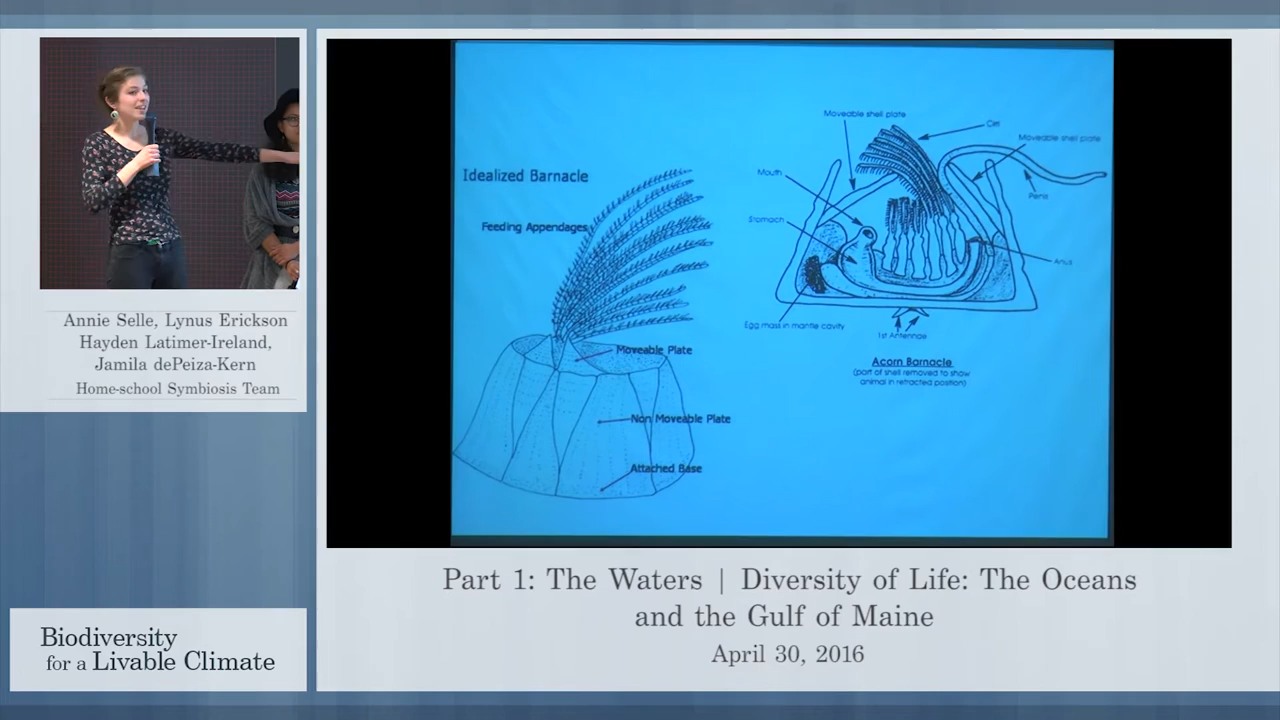 Annie Selle, Lynus Erickson
Hayden Latimer-Ireland,
Jamila dePeiza-Kern
Home-school Symbiosis Team
Biodiversity
for a Livable Climate
Idealized Barnacle
Feeding Appendages
Moveable Plate
Non Moveable Plate
Attached Base
Moveable shell plate
Cirri
Moveable shell plate
Mouth
Penis
Stomach
Anus
Egg mass in mantle cavity
1st Antennae
Acorn Barnacle
(part of shell removed to show
animal in retracted position)
Part 1: The Waters | Diversity of Life: The Oceans
and the Gulf of Maine
April 30, 2016